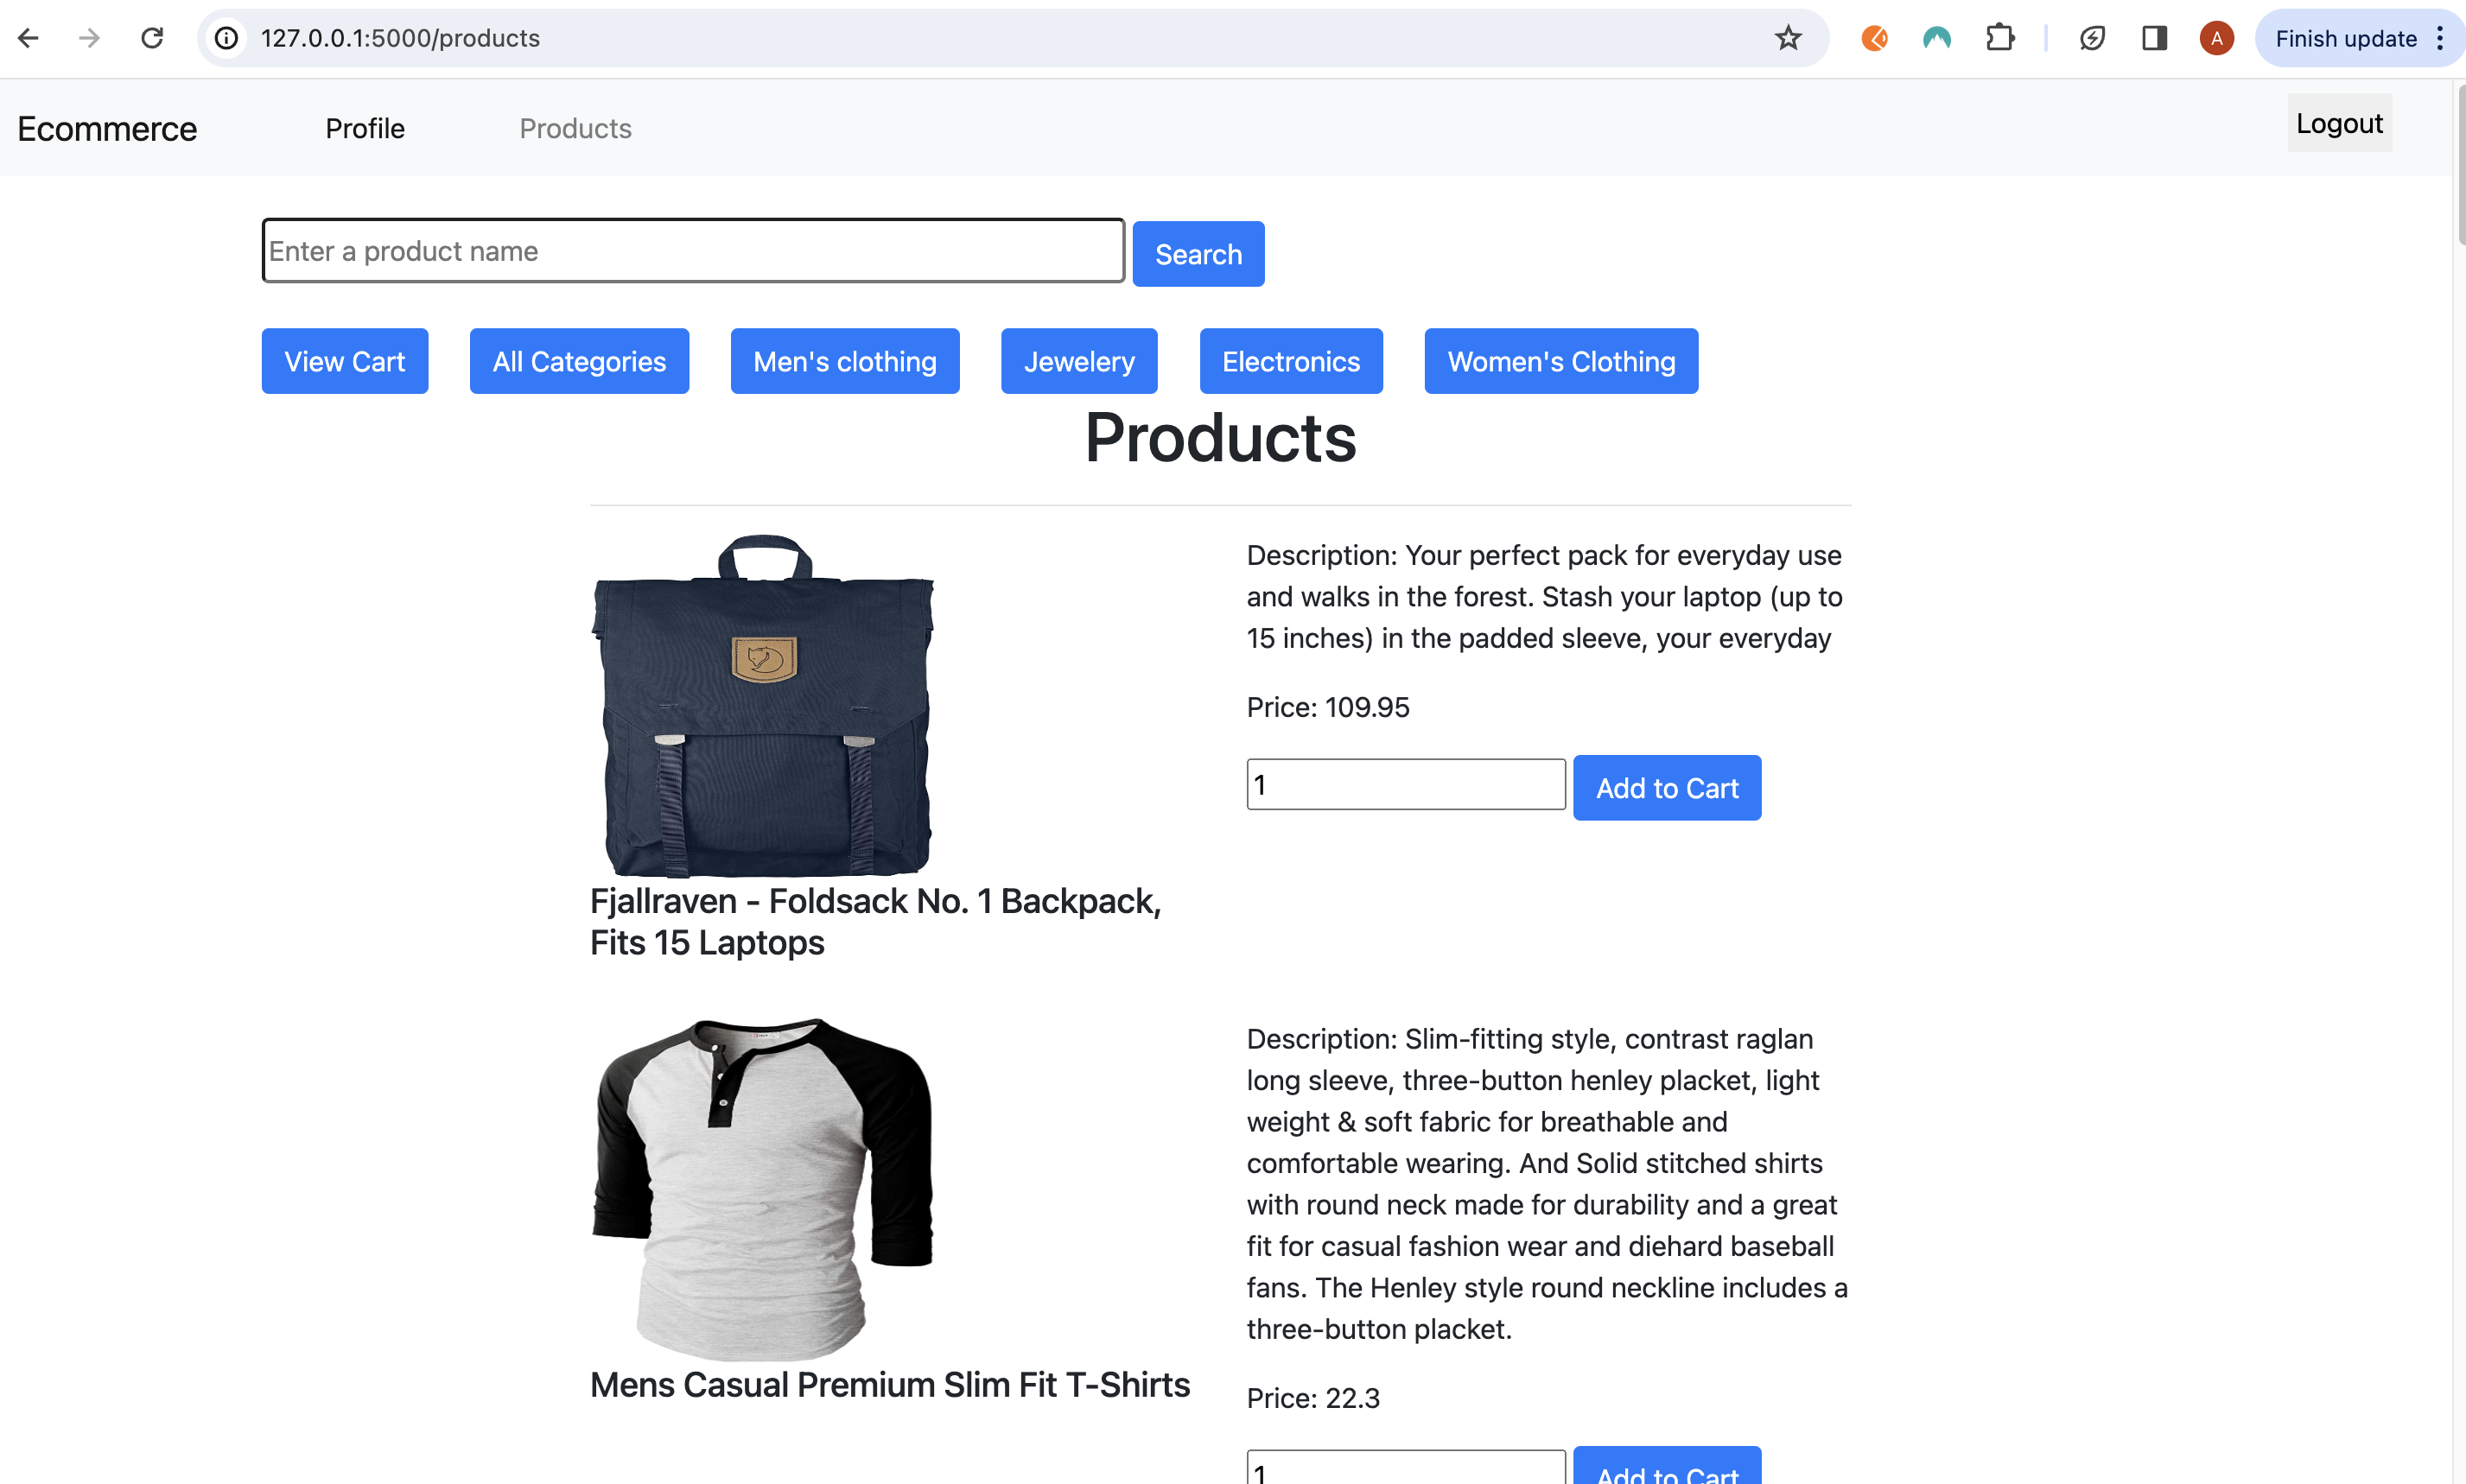 127.0.0.1:5000/products
A
Finish update
Ecommerce
Profile
Products
Logout
Enter a product name
Search
View Cart
All Categories
Men's clothing
Jewelery
Electronics
Women's Clothing
Products
Description: Your perfect pack for everyday use
and walks in the forest. Stash your laptop (up to
15 inches) in the padded sleeve, your everyday
Price: 109.95
1
Add to Cart
Fjallraven - Foldsack No. 1 Backpack,
Fits 15 Laptops
Description: Slim-fitting style, contrast raglan
long sleeve, three-button henley placket, light
weight & soft fabric for breathable and
comfortable wearing. And Solid stitched shirts
with round neck made for durability and a great
fit for casual fashion wear and diehard baseball
fans. The Henley style round neckline includes a
three-button placket.
Mens Casual Premium Slim Fit T-Shirts
Price: 22.3
1
Add to Cart